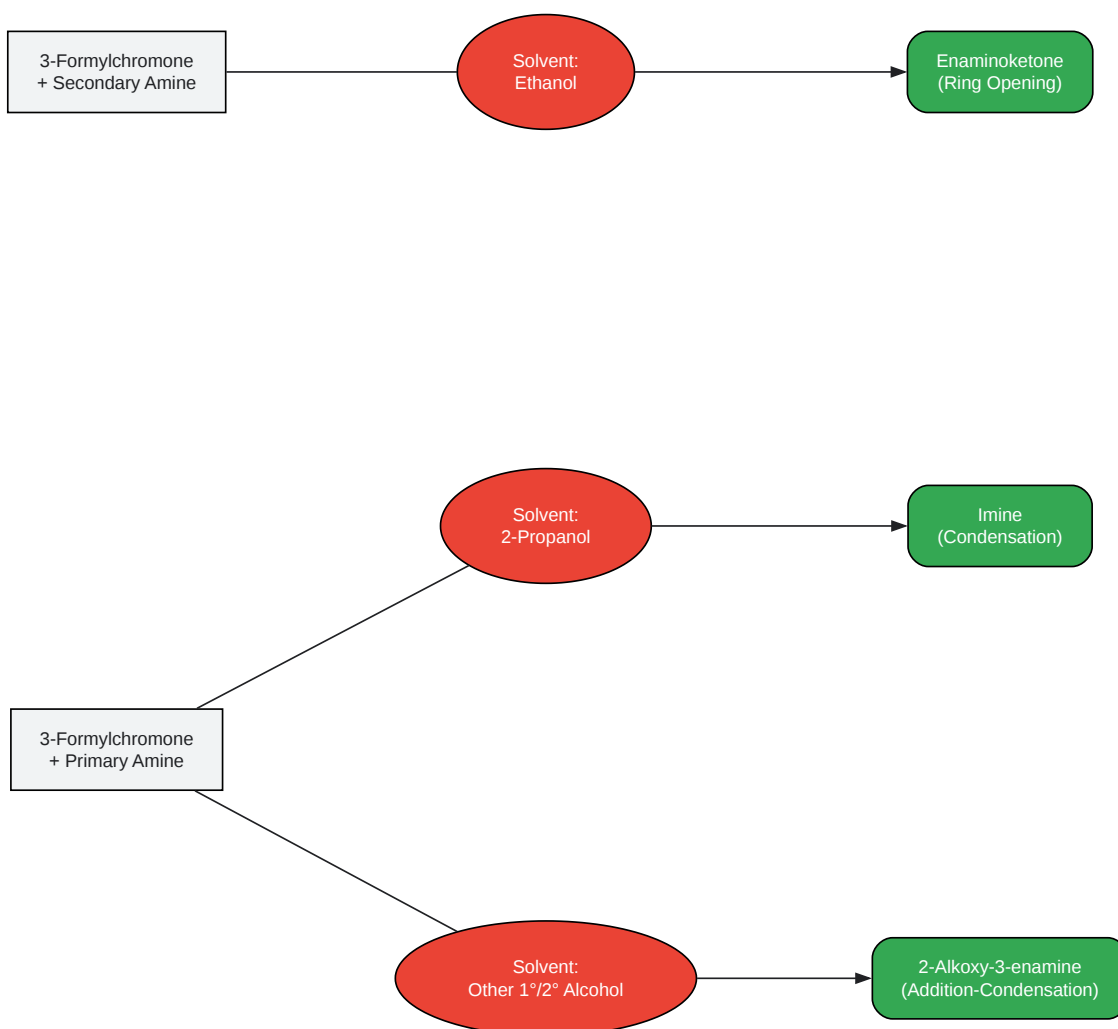 3-Formylchromone
+ Secondary Amine
Solvent:
Ethanol
Enaminoketone
(Ring Opening)
Solvent:
2-Propanol
Imine
(Condensation)
3-Formylchromone
+ Primary Amine
Solvent:
Other 1°/2° Alcohol
2-Alkoxy-3-enamine
(Addition-Condensation)